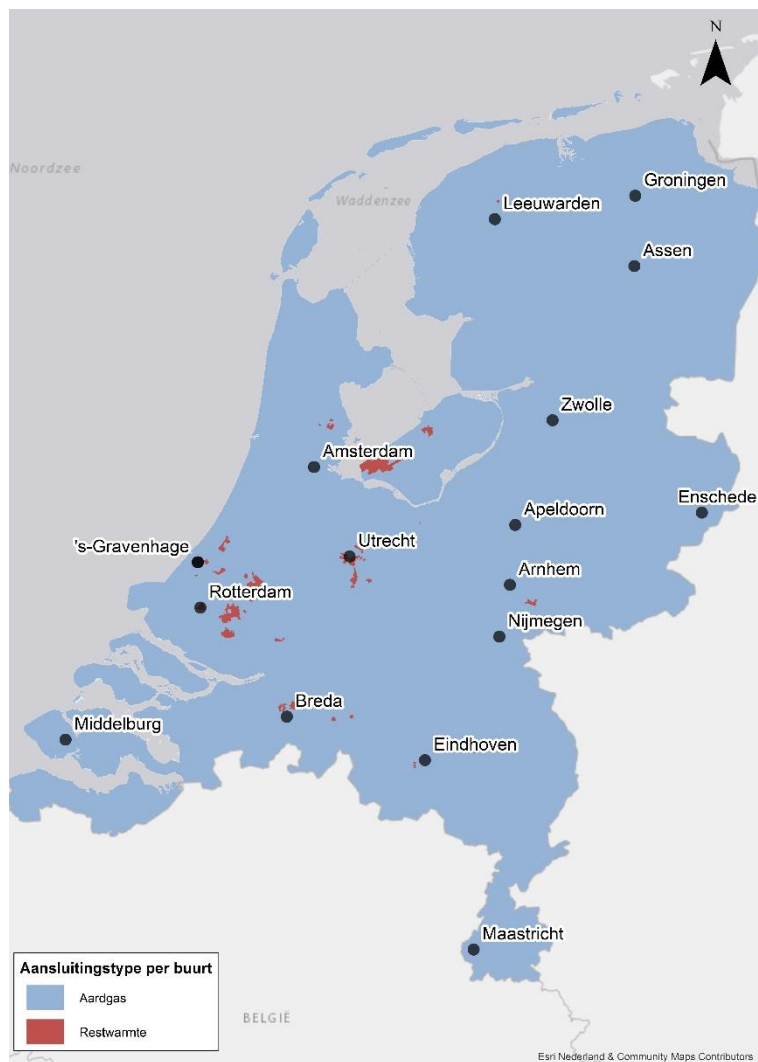 N
Noordzee
Waddenzee
Groningen
Leeuwarden
Assen
Zwolle
Amsterdam
Enschede
Apeldoorn
's-Gravenhage
Utrecht
Arnhem
Rotterdam
Nijmegen
Breda
Middelburg
Eindhoven
Maastricht
Aansluitingstype per buurt
Aardgas
Restwarmte
BELGIË
Esri Nederland & Community Maps Contributors